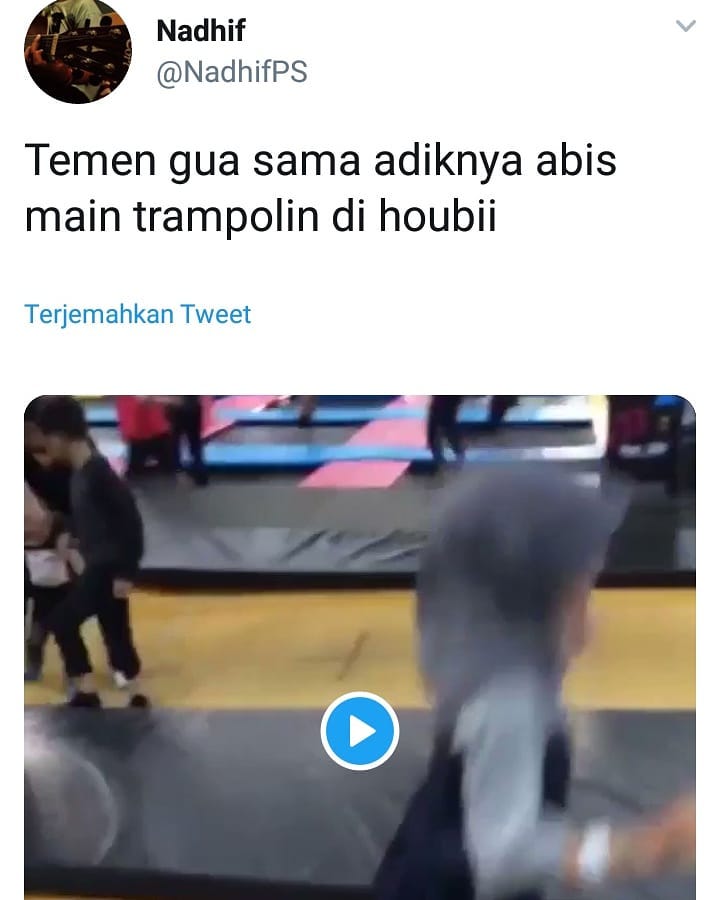 Nadhif
@NadhifPS
Temen gua sama adiknya abis
main trampolin di houbii
Terjemahkan Tweet